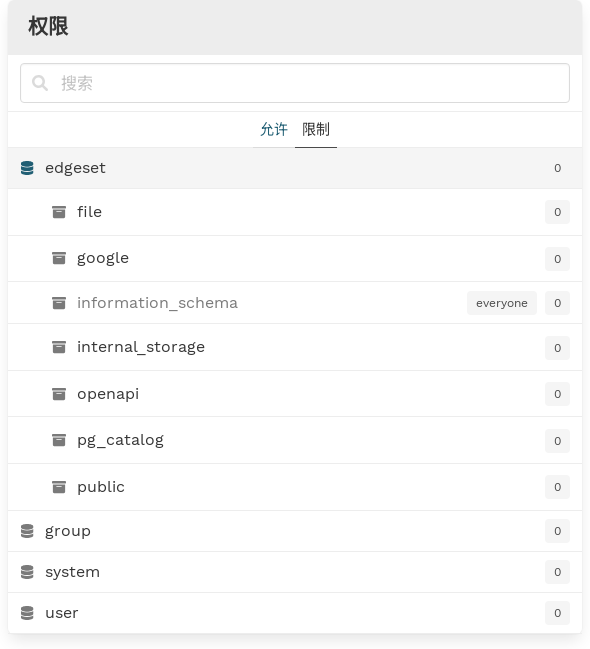 权限
搜索
允许 限制
edgeset 0
file 0
google 0
information_schema everyone 0
internal_storage 0
openapi 0
pg_catalog 0
public 0
group 0
system 0
user 0